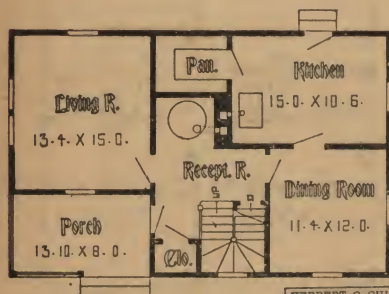 Pan.
Kitchen
15.0. X 10.6.
Living R.
13.4. X 15.0.
Recept. R.
Dining Room
11.4 X 12.0.
Porch
13.10 X 8.0.
Clo.